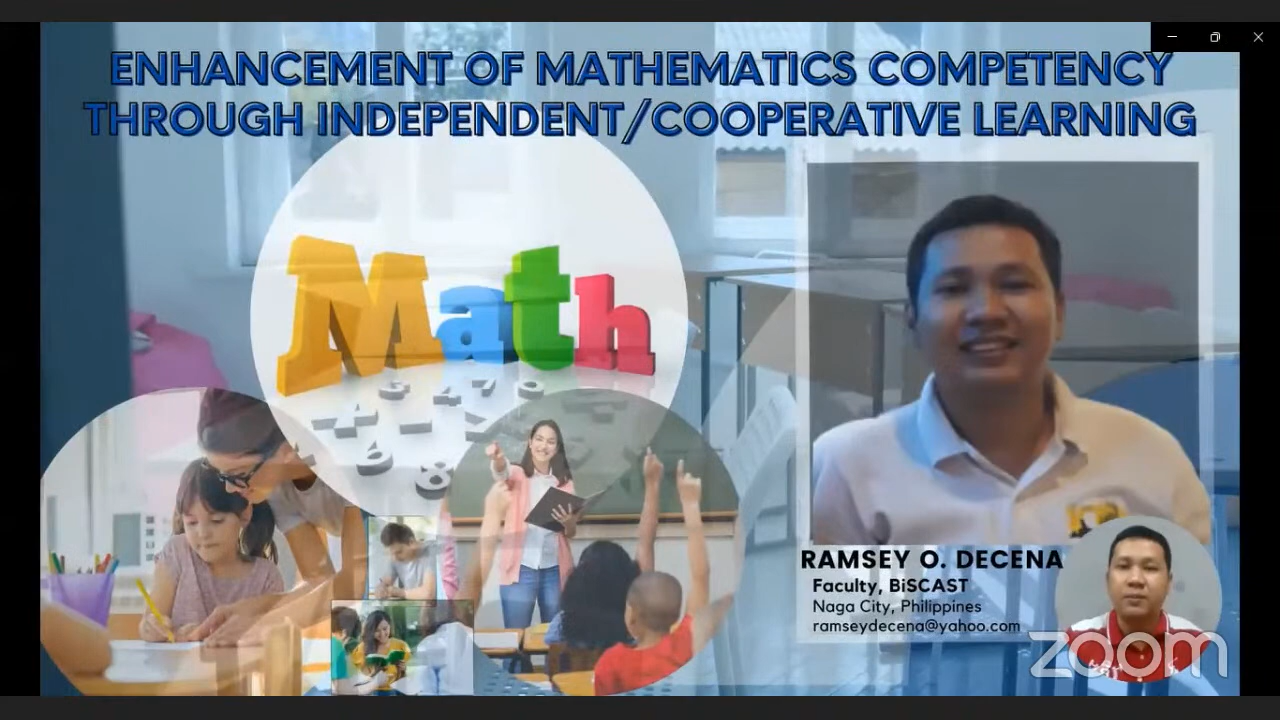 ENHANCEMENT OF MATHEMATICS COMPETENCY
THROUGH INDEPENDENT/COOPERATIVE LEARNING
Math
RAMSEY O. DECENA
Faculty, BiSCAST
Naga City, Philippines
ramseydecena@yahoo.com
zoom